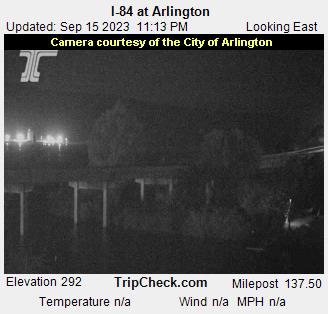 I-84 at Arlington
Updated: Sep 15 2023 11:13 PM Looking East
Camera courtesy of the City of Arlington
Elevation 292 TripCheck.com Milepost 137.50
Temperature n/a Wind n/a MPH n/a